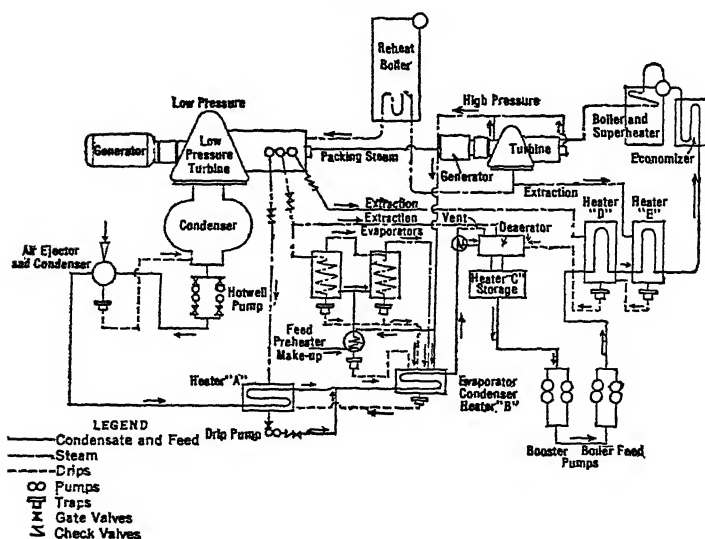 Reheat
Boiler
Low Pressure
High Pressure
Boiler and
Superheater
Generator
Low
Pressure
Turbine
Packing Steam
Turbine
Generator
Economizer
Extraction
Extraction
Extraction
Evaporators
Vent
Deaerator
Heater
"D"
Heater
"E"
Condenser
Air Ejector
and Condenser
Hotwell
Pump
Heater "C"
Storage
Feed
Preheater
Make-up
Heater "A"
Evaporator
Condenser
Heater "B"
Drip Pump
Booster
Boiler Feed
Pumps
LEGEND
Condensate and Feed
Steam
Drips
Pumps
Traps
Gate Valves
Check Valves